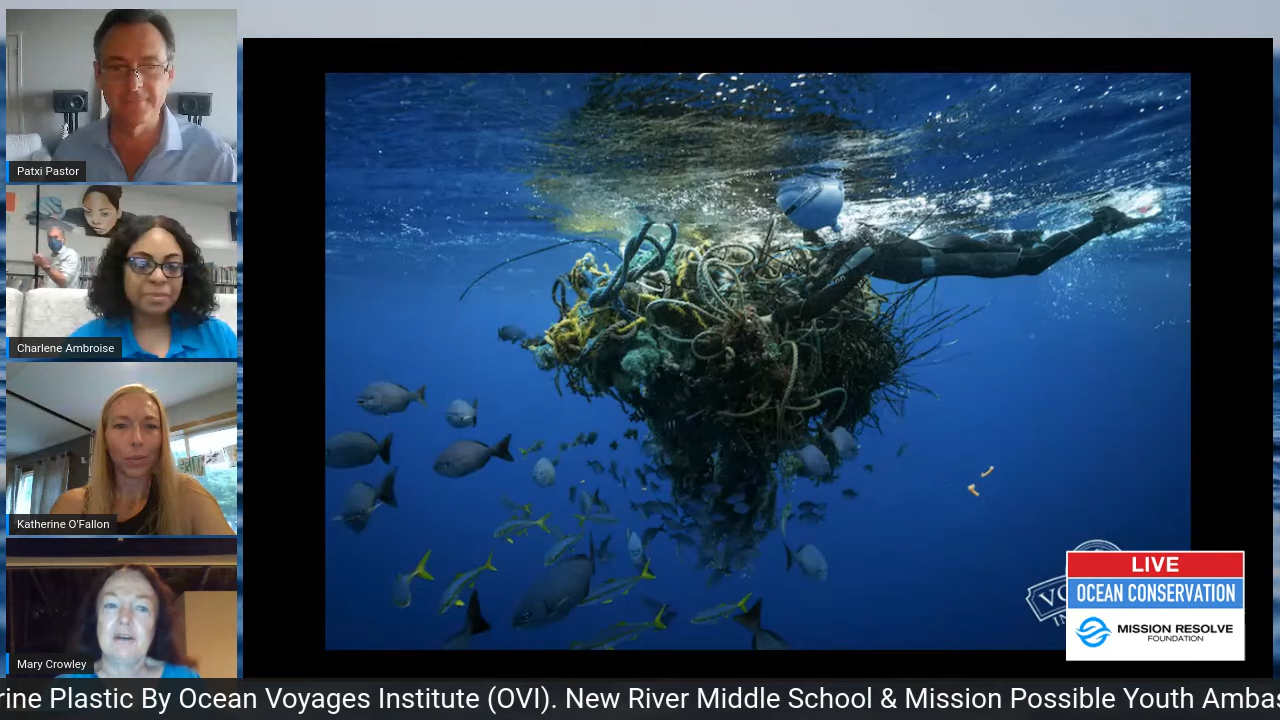 Patxi Pastor
Charlene Ambroise
Katherine O'Fallon
Mary Crowley
LIVE
OCEAN CONSERVATION
MISSION RESOLVE
FOUNDATION
rine Plastic By Ocean Voyages Institute (OVI). New River Middle School & Mission Possible Youth Ambas